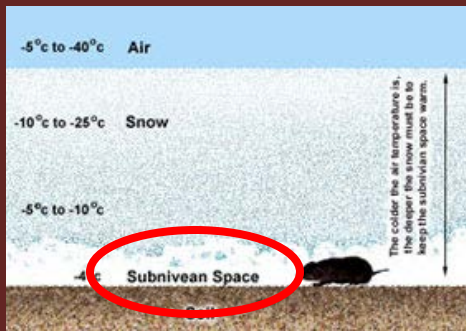 -5°c to -40°c Air
-10°c to -25°c Snow
-5°c to -10°c
-4°c Subnivean Space
Soil
The colder the air temperature is,
the deeper the snow must be to
keep the subnivian space warm.